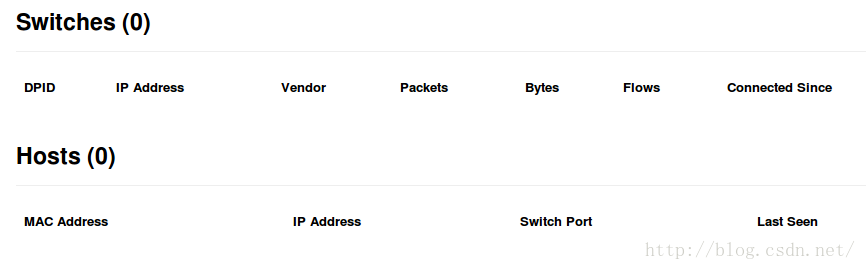 Switches (0)
DPID IP Address Vendor Packets Bytes Flows Connected Since
Hosts (0)
MAC Address IP Address Switch Port Last Seen
http://blog.csdn.net/